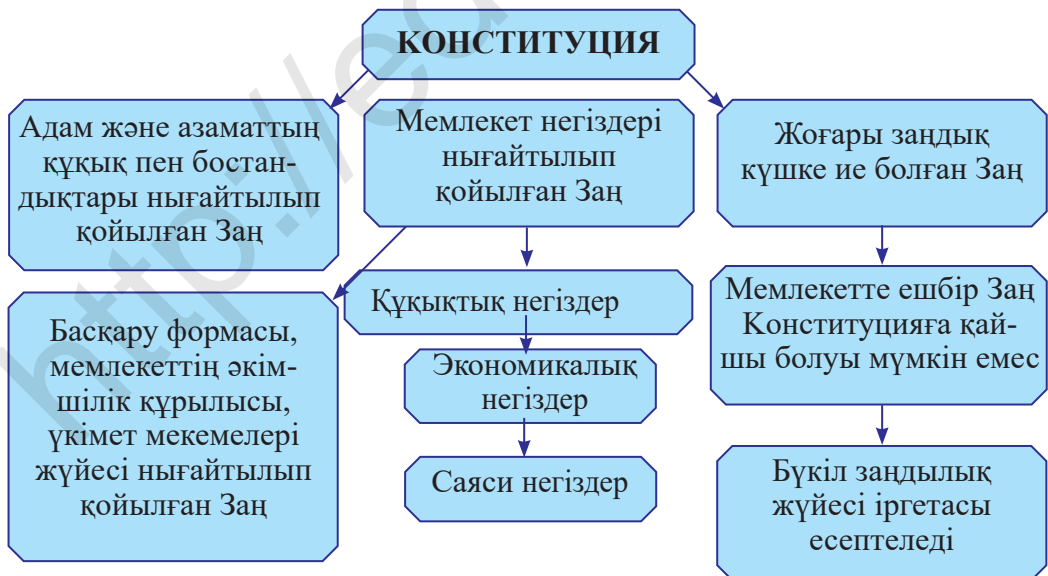 КОНСТИТУЦИЯ
Адам және азаматтың
құқық пен бостан-
дықтары нығайтылып
қойылған Заң
Мемлекет негіздері
нығайтылып
қойылған Заң
Жоғары заңдық
күшке ие болған Заң
Басқару формасы,
мемлекеттің әкім-
шілік құрылысы,
үкімет мекемелері
жүйесі нығайтылып
қойылған Заң
Құқықтық негіздер
Экономикалық
негіздер
Саяси негіздер
Мемлекетте ешбір Заң
Конституцияға қай-
шы болуы мүмкін емес
Бүкіл заңдылық
жүйесі іргетасы
есептеледі
http://ed